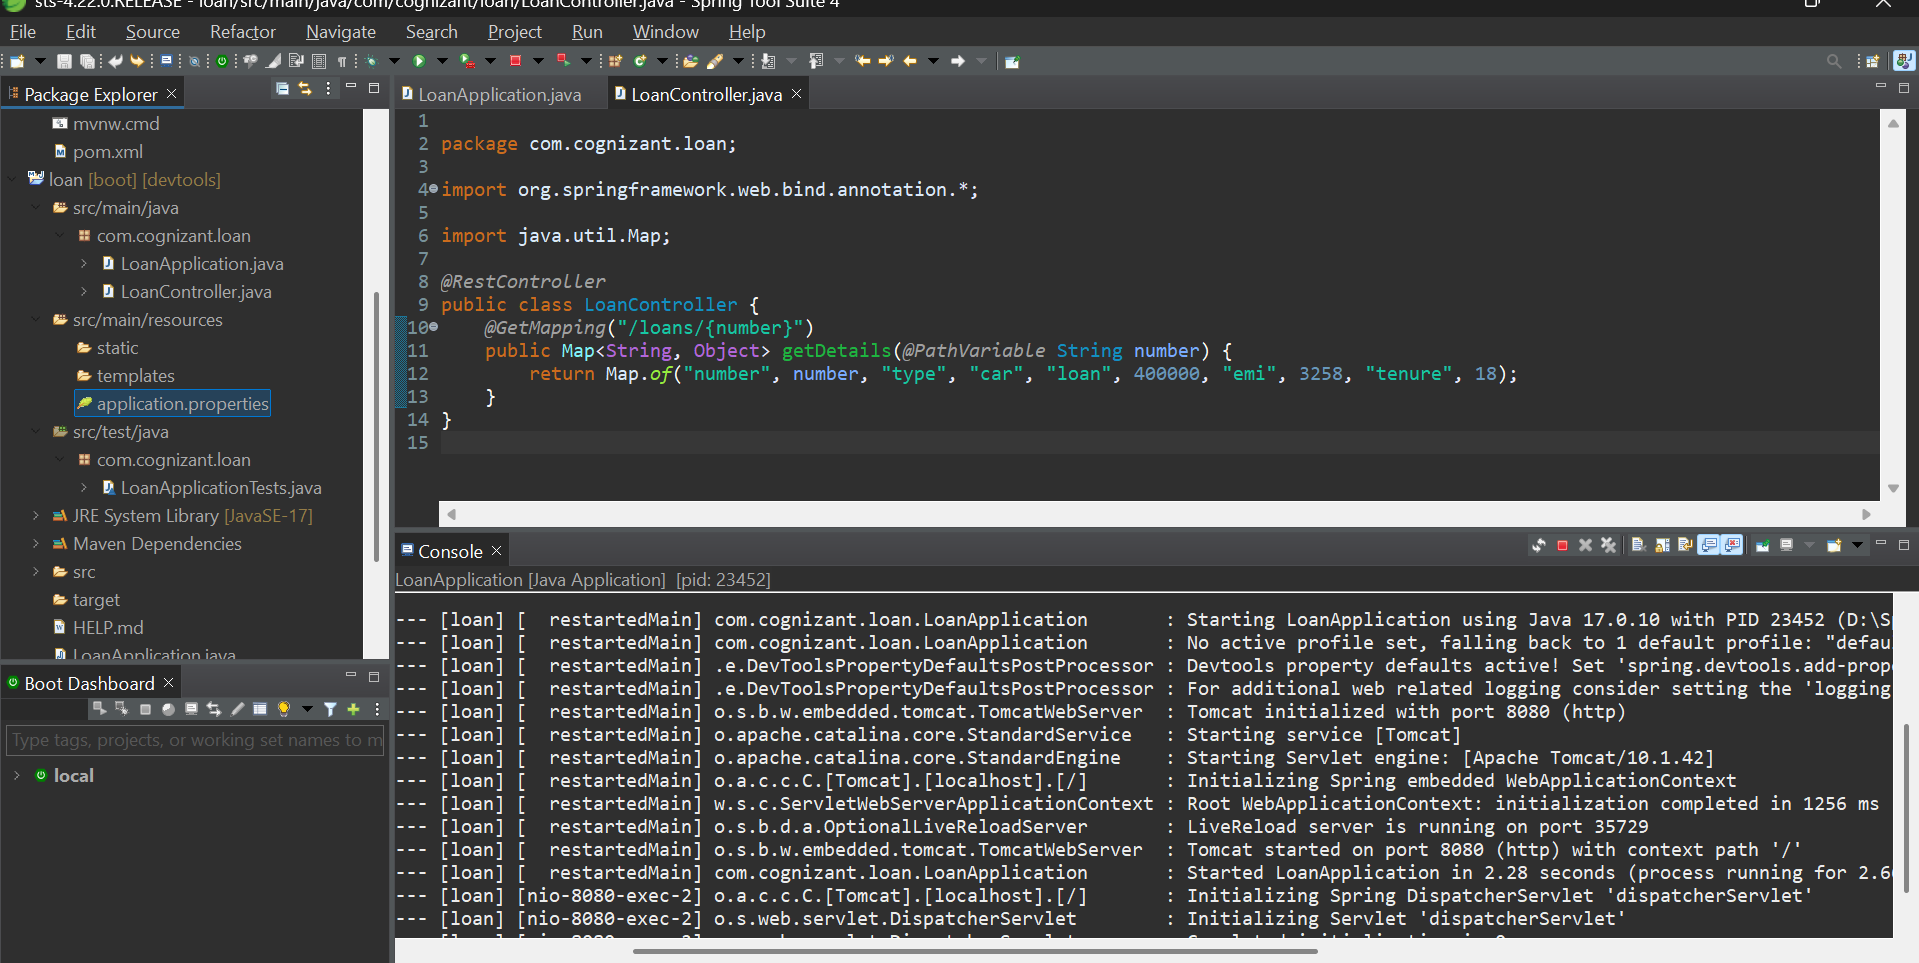 sts-4.22.0.RELEASE - loan/src/main/java/com/cognizant/loan/LoanController.java - Spring Tool Suite 4
File Edit Source Refactor Navigate Search Project Run Window Help
Package Explorer
mvnw.cmd
pom.xml
loan [boot] [devtools]
src/main/java
com.cognizant.loan
LoanApplication.java
LoanController.java
src/main/resources
static
templates
application.properties
src/test/java
com.cognizant.loan
LoanApplicationTests.java
JRE System Library [JavaSE-17]
Maven Dependencies
src
target
HELP.md
LoanApplication.java
Boot Dashboard
Type tags, projects, or working set names to m
local
LoanApplication.java LoanController.java
1
2 package com.cognizant.loan;
3
4 import org.springframework.web.bind.annotation.*;
5
6 import java.util.Map;
7
8 @RestController
9 public class LoanController {
10 @GetMapping("/loans/{number}")
11 public Map<String, Object> getDetails(@PathVariable String number) {
12 return Map.of("number", number, "type", "car", "loan", 400000, "emi", 3258, "tenure", 18);
13 }
14 }
15
Console
LoanApplication [Java Application] [pid: 23452]
--- [loan] [  restartedMain] com.cognizant.loan.LoanApplication : Starting LoanApplication using Java 17.0.10 with PID 23452 (D:\S
--- [loan] [  restartedMain] com.cognizant.loan.LoanApplication : No active profile set, falling back to 1 default profile: "defau
--- [loan] [  restartedMain] .e.DevToolsPropertyDefaultsPostProcessor : Devtools property defaults active! Set 'spring.devtools.add-prop
--- [loan] [  restartedMain] .e.DevToolsPropertyDefaultsPostProcessor : For additional web related logging consider setting the 'logging
--- [loan] [  restartedMain] o.s.b.w.embedded.tomcat.TomcatWebServer : Tomcat initialized with port 8080 (http)
--- [loan] [  restartedMain] o.apache.catalina.core.StandardService : Starting service [Tomcat]
--- [loan] [  restartedMain] o.apache.catalina.core.StandardEngine : Starting Servlet engine: [Apache Tomcat/10.1.42]
--- [loan] [  restartedMain] o.a.c.c.C.[Tomcat].[localhost].[/] : Initializing Spring embedded WebApplicationContext
--- [loan] [  restartedMain] w.s.c.ServletWebServerApplicationContext : Root WebApplicationContext: initialization completed in 1256 ms
--- [loan] [  restartedMain] o.s.b.d.a.OptionalLiveReloadServer : LiveReload server is running on port 35729
--- [loan] [  restartedMain] o.s.b.w.embedded.tomcat.TomcatWebServer : Tomcat started on port 8080 (http) with context path '/'
--- [loan] [  restartedMain] com.cognizant.loan.LoanApplication : Started LoanApplication in 2.28 seconds (process running for 2.6
--- [loan] [nio-8080-exec-2] o.a.c.c.C.[Tomcat].[localhost].[/] : Initializing Spring DispatcherServlet 'dispatcherServlet'
--- [loan] [nio-8080-exec-2] o.s.web.servlet.DispatcherServlet : Initializing Servlet 'dispatcherServlet'